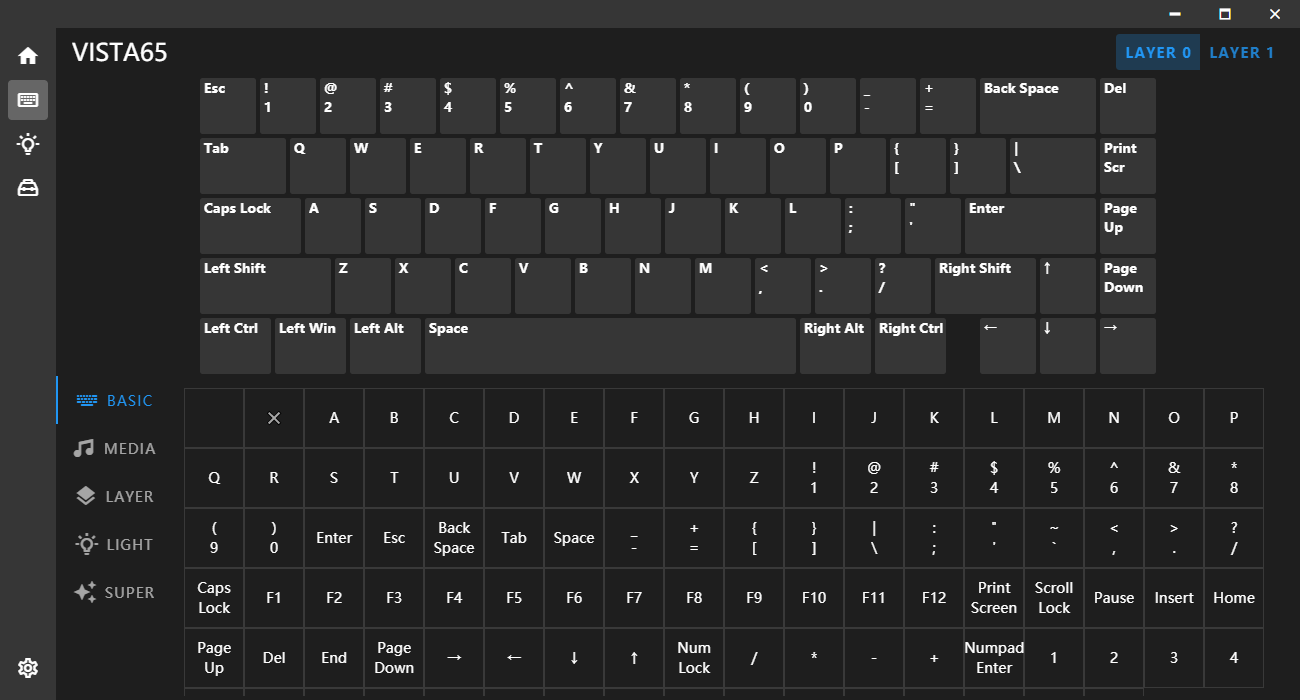 VISTA65
LAYER 0 LAYER 1
Esc ! @ # $ % ^ & * ( ) _ + Back Space Del
1 2 3 4 5 6 7 8 9 0 - =
Tab Q W E R T Y U I O P { } | Print
[ ] \ Scr
Caps Lock A S D F G H J K L : " Enter Page
; ' Up
Left Shift Z X C V B N M < > ? Right Shift ↑ Page
, . / Down
Left Ctrl Left Win Left Alt Space Right Alt Right Ctrl ← ↓ →
BASIC
MEDIA
LAYER
LIGHT
SUPER
A B C D E F G H I J K L M N O P
Q R S T U V W X Y Z ! @ # $ % ^ & *
1 2 3 4 5 6 7 8
( ) Enter Esc Back Tab Space _ + { } | : " ~ < > ?
9 0 Space - = [ ] \ ; ' ` , . /
Caps F1 F2 F3 F4 F5 F6 F7 F8 F9 F10 F11 F12 Print Scroll Pause Insert Home
Lock Screen Lock
Page Del End Page → ← ↓ ↑ Num / * - + Numpad 1 2 3 4
Up Down Lock Enter